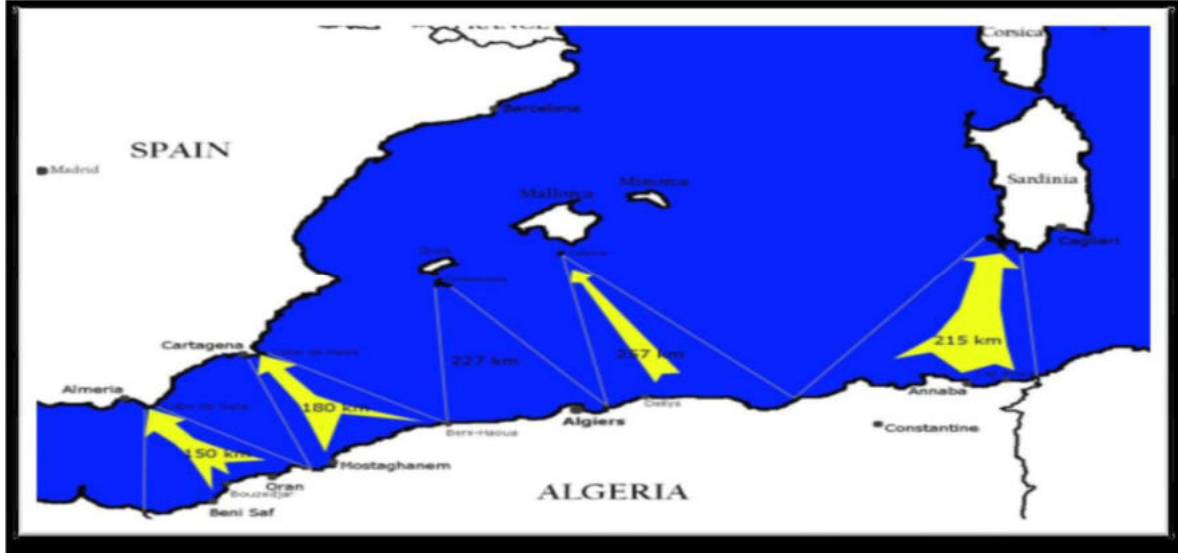 FRANCE
Corsica
Barcelona
SPAIN
Madrid
Mallorca
Minorca
Sardinia
Cagliari
Cartagena
227 km
257 km
215 km
Almeria
180 km
Annaba
Dellys
Algiers
Beni-Haoua
Constantine
150 km
Mostaghanem
Oran
Bouzedjar
Beni Saf
ALGERIA